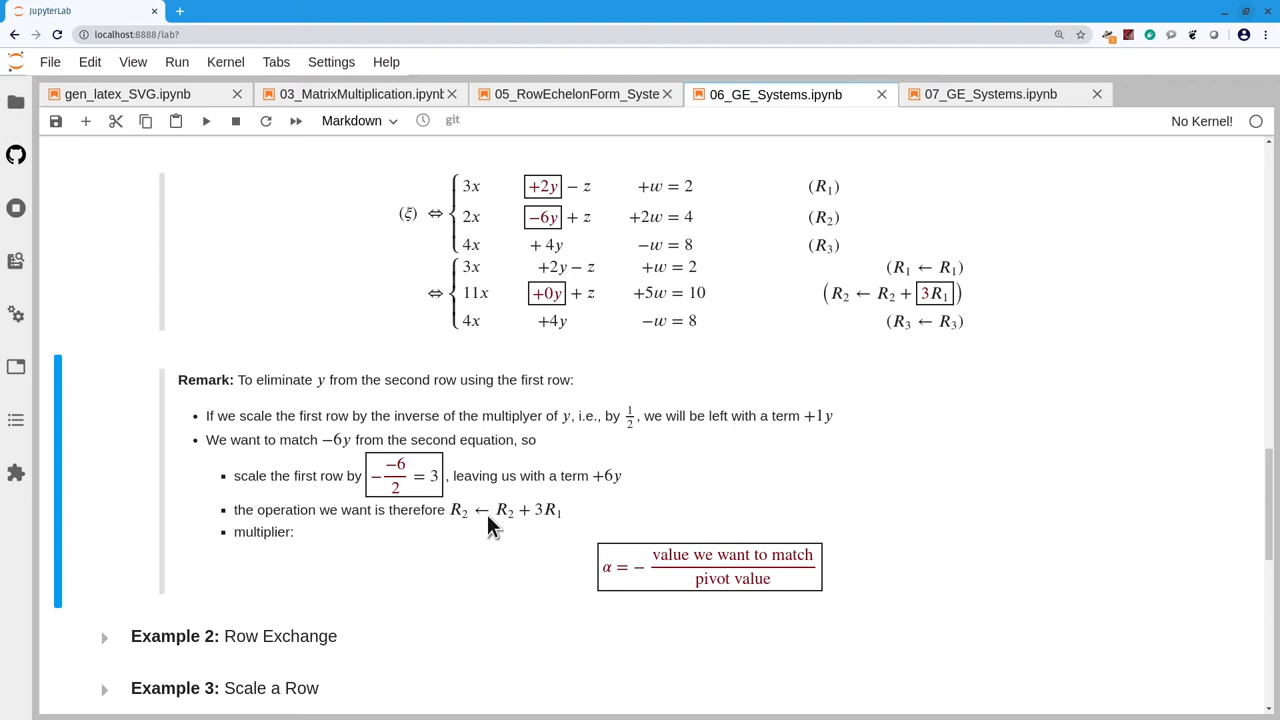 JupyterLab
localhost:8888/lab?
File Edit View Run Kernel Tabs Settings Help
gen_latex_SVG.ipynb 03_MatrixMultiplication.ipynb 05_RowEchelonForm_Syste 06_GE_Systems.ipynb 07_GE_Systems.ipynb
Markdown git No Kernel!
3x +2y − z +w = 2 (R₁)
(ξ) ⇔ { 2x −6y + z +2w = 4 (R₂)
4x + 4y −w = 8 (R₃)
3x +2y − z +w = 2 (R₁ ← R₁)
⇔ { 11x +0y + z +5w = 10 (R₂ ← R₂ + 3R₁)
4x +4y −w = 8 (R₃ ← R₃)
Remark: To eliminate y from the second row using the first row:
• If we scale the first row by the inverse of the multiplyer of y, i.e., by 1/2, we will be left with a term +1y
• We want to match −6y from the second equation, so
▪ scale the first row by − −6/2 = 3, leaving us with a term +6y
▪ the operation we want is therefore R₂ ← R₂ + 3R₁
▪ multiplier:
α = − value we want to match / pivot value
Example 2: Row Exchange
Example 3: Scale a Row